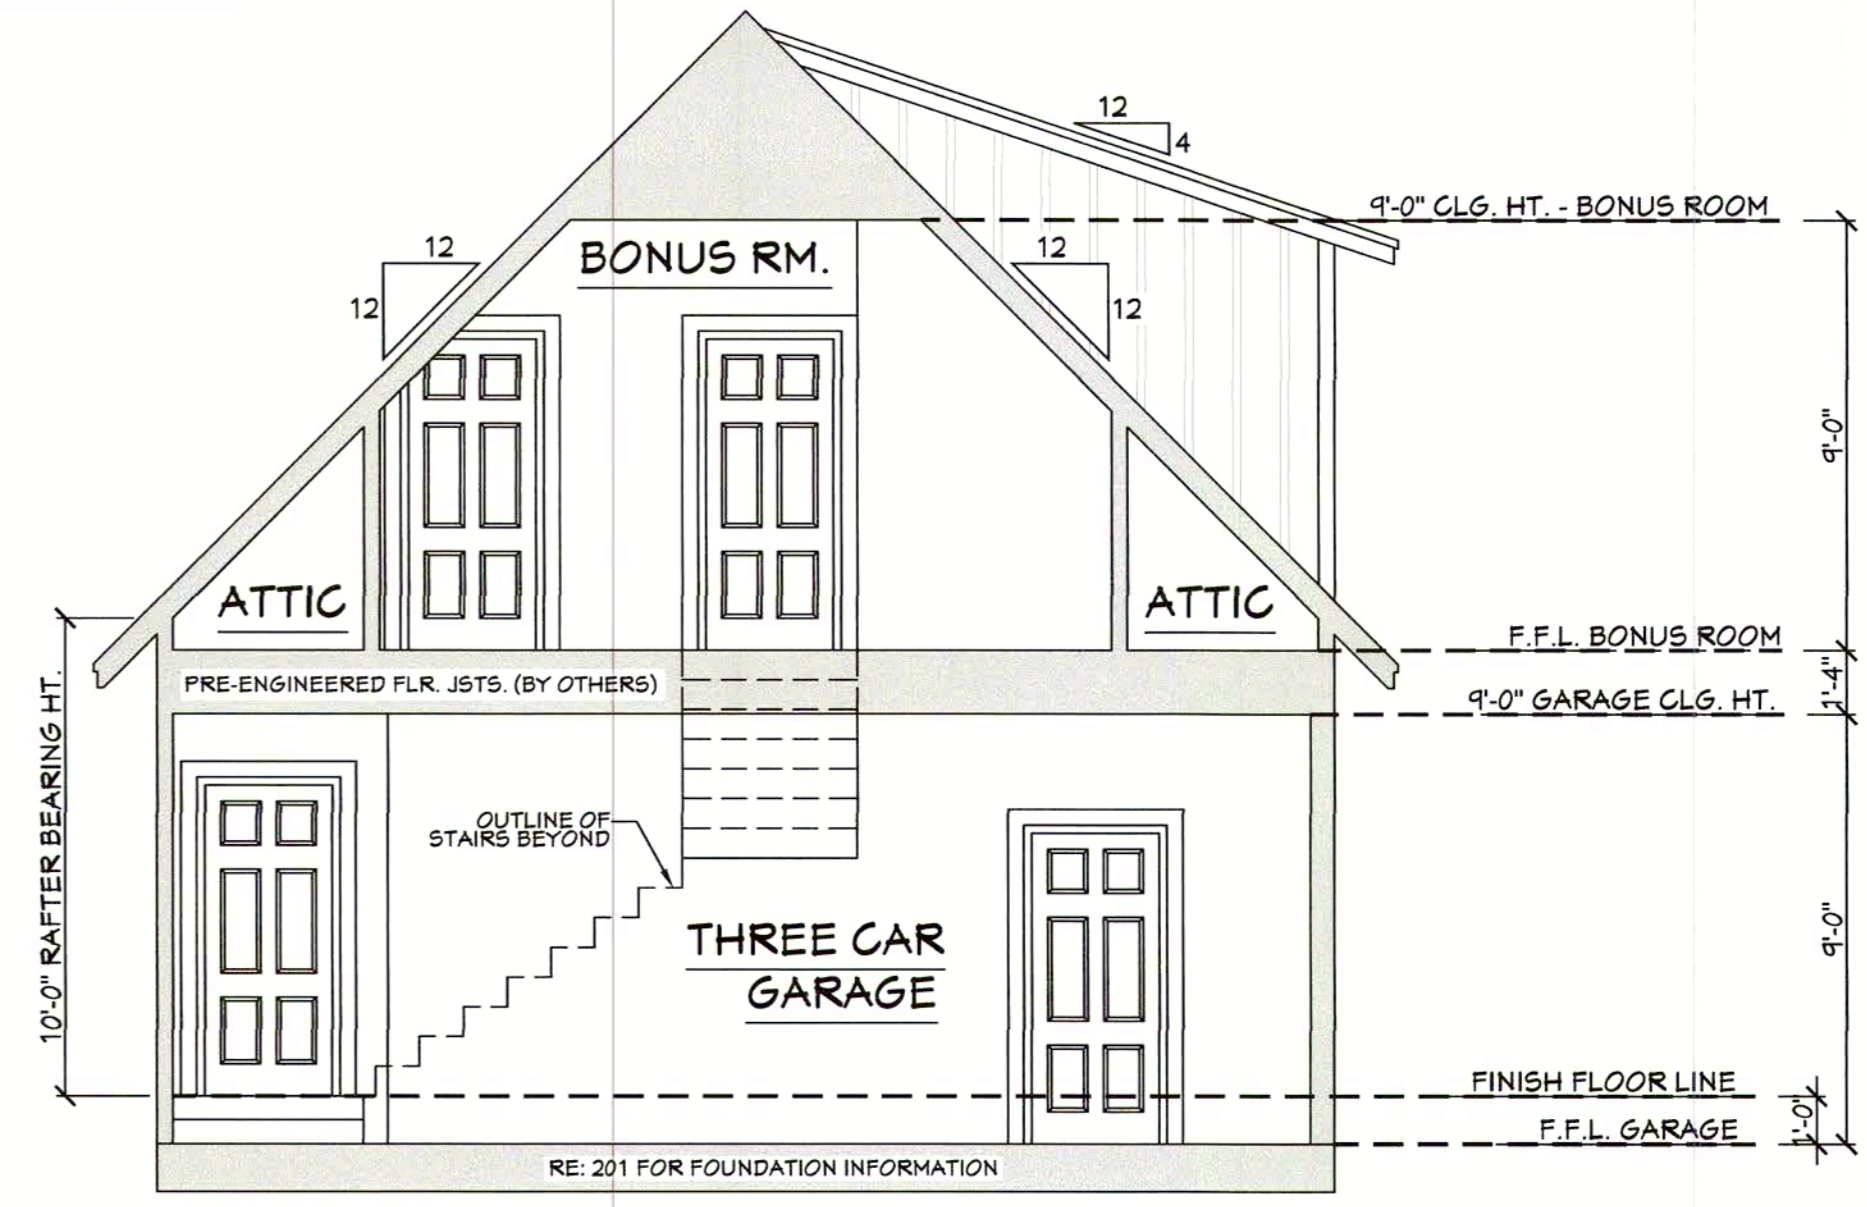 12
4
9'-0" CLG. HT. - BONUS ROOM
12
BONUS RM.
12
12
12
9'-0"
ATTIC
ATTIC
F.F.L. BONUS ROOM
PRE-ENGINEERED FLR. JSTS. (BY OTHERS)
1'-4"
9'-0" GARAGE CLG. HT.
10'-0" RAFTER BEARING HT.
OUTLINE OF
STAIRS BEYOND
THREE CAR
GARAGE
9'-0"
FINISH FLOOR LINE
1'-0"
F.F.L. GARAGE
RE: 201 FOR FOUNDATION INFORMATION